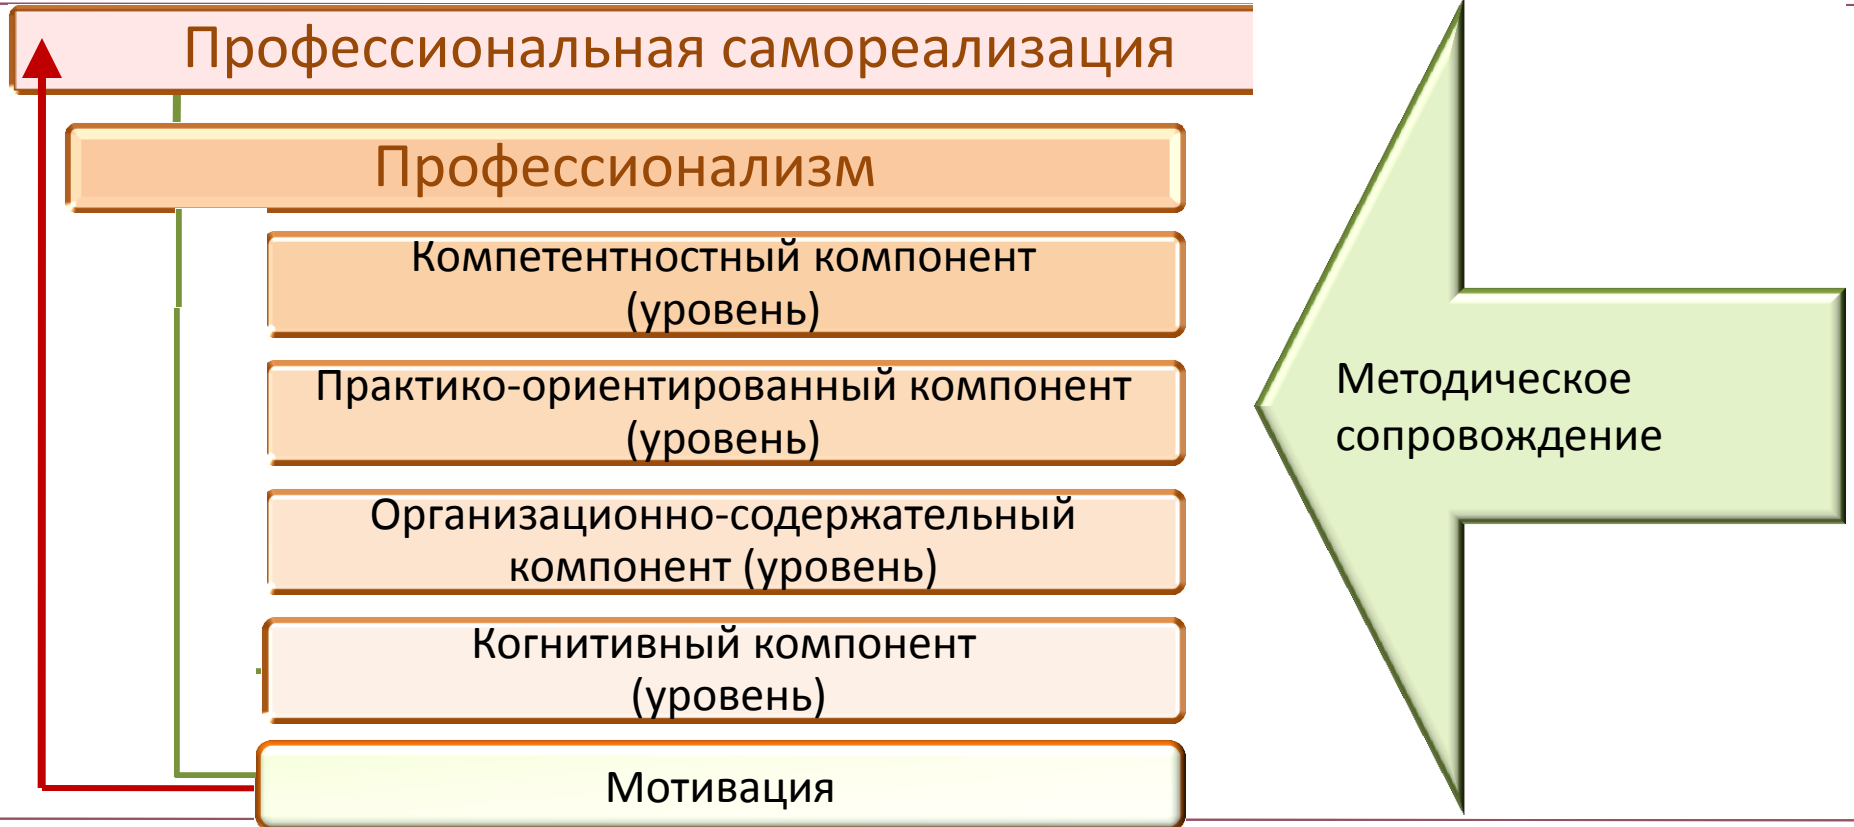 Профессиональная самореализация
Профессионализм
Компетентностный компонент
(уровень)
Практико-ориентированный компонент
(уровень)
Организационно-содержательный
компонент (уровень)
Когнитивный компонент
(уровень)
Мотивация
Методическое
сопровождение